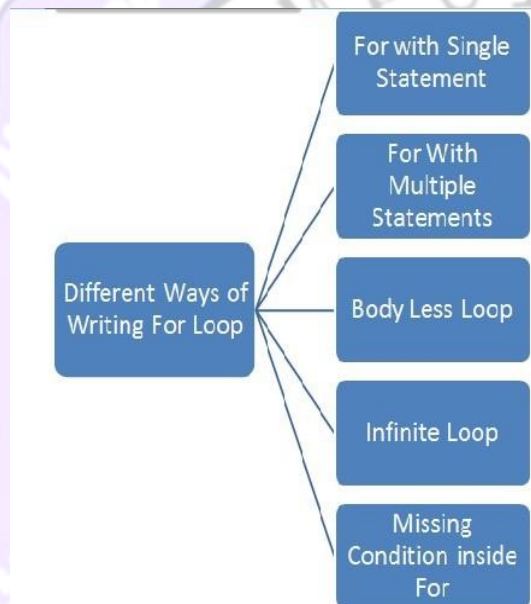 Different Ways of
Writing For Loop
For with Single
Statement
For With
Multiple
Statements
Body Less Loop
Infinite Loop
Missing
Condition inside
For